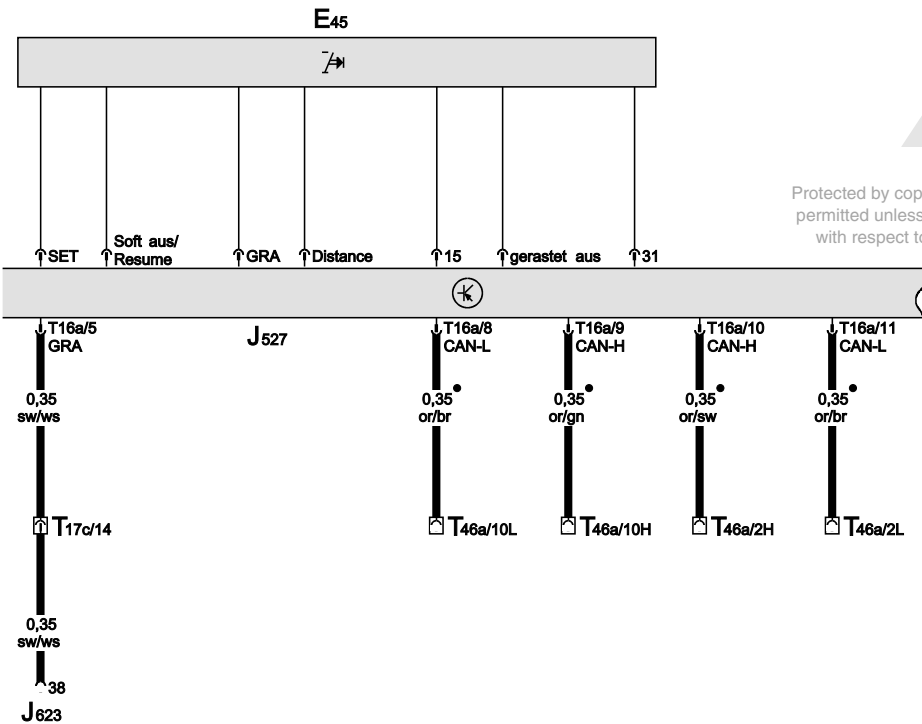 E45
SET
Soft aus/
Resume
GRA
Distance
15
gerastet aus
31
Protected by cop
permitted unless
with respect to
J527
T16a/5
GRA
T16a/8
CAN-L
T16a/9
CAN-H
T16a/10
CAN-H
T16a/11
CAN-L
0,35
sw/ws
0,35
or/br
0,35
or/gn
0,35
or/sw
0,35
or/br
T17c/14
T46a/10L
T46a/10H
T46a/2H
T46a/2L
0,35
sw/ws
38
J623